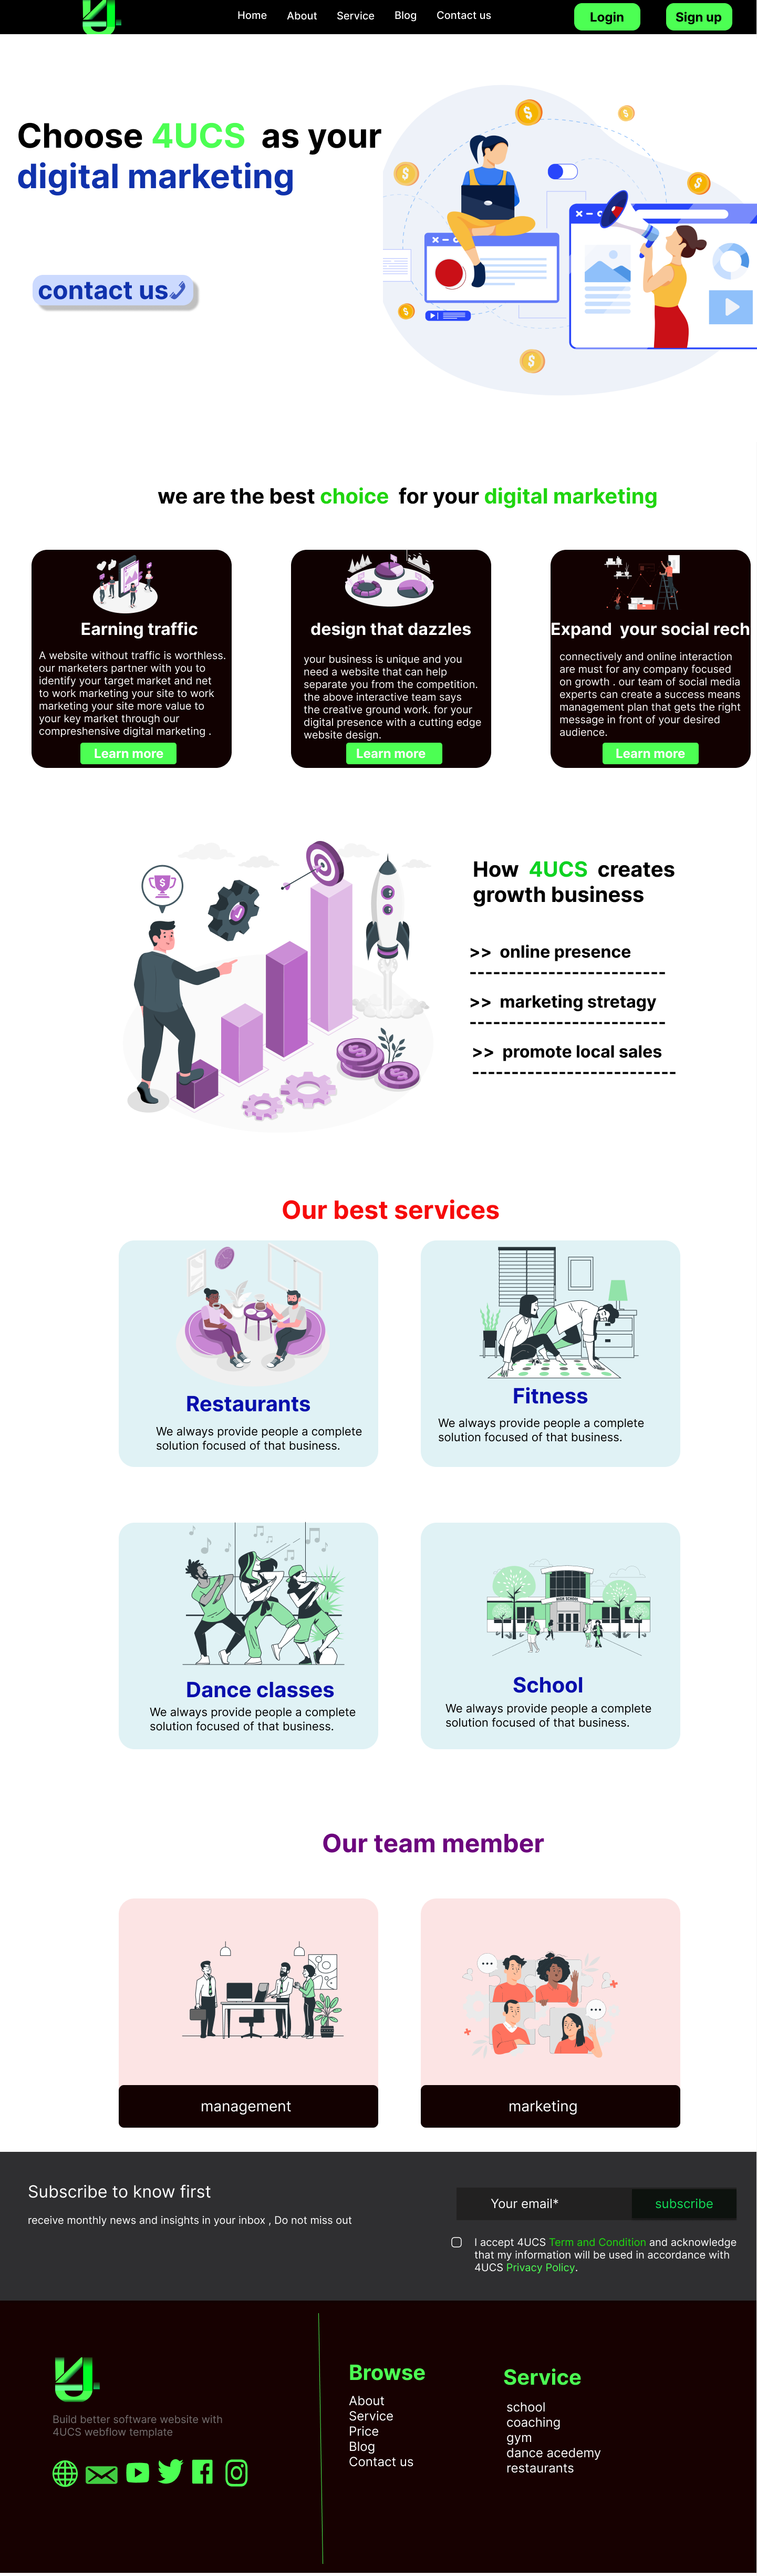 Home About Service Blog Contact us Login Sign up
Choose 4UCS as your
digital marketing
contact us
we are the best choice for your digital marketing
Earning traffic
A website without traffic is worthless.
our marketers partner with you to
identify your target market and net
to work marketing your site to work
marketing your site more value to
your key market through our
compreshensive digital marketing .
Learn more
design that dazzles
your business is unique and you
need a website that can help
separate you from the competition.
the above interactive team says
the creative ground work. for your
digital presence with a cutting edge
website design.
Learn more
Expand your social rech
connectively and online interaction
are must for any company focused
on growth . our team of social media
experts can create a success means
management plan that gets the right
message in front of your desired
audience.
Learn more
How 4UCS creates
growth business
>> online presence
>> marketing stretagy
>> promote local sales
Our best services
Restaurants
We always provide people a complete
solution focused of that business.
Fitness
We always provide people a complete
solution focused of that business.
Dance classes
We always provide people a complete
solution focused of that business.
HIGH SCHOOL
School
We always provide people a complete
solution focused of that business.
Our team member
management
marketing
Subscribe to know first
receive monthly news and insights in your inbox , Do not miss out
Your email* subscribe
I accept 4UCS Term and Condition and acknowledge
that my information will be used in accordance with
4UCS Privacy Policy.
Build better software website with
4UCS webflow template
Browse
About
Service
Price
Blog
Contact us
Service
school
coaching
gym
dance acedemy
restaurants